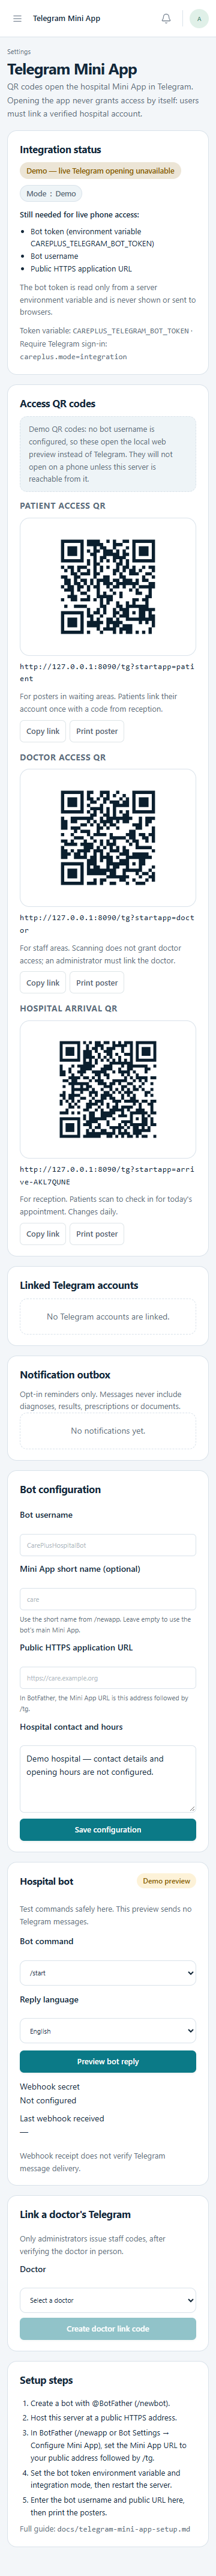 Telegram Mini App
A
Settings
Telegram Mini App
QR codes open the hospital Mini App in Telegram.
Opening the app never grants access by itself: users
must link a verified hospital account.
Integration status
Demo — live Telegram opening unavailable
Mode : Demo
Still needed for live phone access:
• Bot token (environment variable
CAREPLUS_TELEGRAM_BOT_TOKEN)
• Bot username
• Public HTTPS application URL
The bot token is read only from a server
environment variable and is never shown or sent to
browsers.
Token variable: CAREPLUS_TELEGRAM_BOT_TOKEN ·
Require Telegram sign-in:
careplus.mode=integration
Access QR codes
Demo QR codes: no bot username is
configured, so these open the local web
preview instead of Telegram. They will not
open on a phone unless this server is
reachable from it.
PATIENT ACCESS QR
http://127.0.0.1:8090/tg?startapp=pati
ent
For posters in waiting areas. Patients link their
account once with a code from reception.
Copy link
Print poster
DOCTOR ACCESS QR
http://127.0.0.1:8090/tg?startapp=doct
or
For staff areas. Scanning does not grant doctor
access; an administrator must link the doctor.
Copy link
Print poster
HOSPITAL ARRIVAL QR
http://127.0.0.1:8090/tg?startapp=arri
ve-AKL7QUNE
For reception. Patients scan to check in for today's
appointment. Changes daily.
Copy link
Print poster
Linked Telegram accounts
No Telegram accounts are linked.
Notification outbox
Opt-in reminders only. Messages never include
diagnoses, results, prescriptions or documents.
No notifications yet.
Bot configuration
Bot username
CarePlusHospitalBot
Mini App short name (optional)
care
Use the short name from /newapp. Leave empty to use the
bot's main Mini App.
Public HTTPS application URL
https://care.example.org
In BotFather, the Mini App URL is this address followed by
/tg.
Hospital contact and hours
Demo hospital — contact details and
opening hours are not configured.
Save configuration
Hospital bot
Demo preview
Test commands safely here. This preview sends no
Telegram messages.
Bot command
/start
Reply language
English
Preview bot reply
Webhook secret
Not configured
Last webhook received
—
Webhook receipt does not verify Telegram
message delivery.
Link a doctor's Telegram
Only administrators issue staff codes, after
verifying the doctor in person.
Doctor
Select a doctor
Create doctor link code
Setup steps
1. Create a bot with @BotFather (/newbot).
2. Host this server at a public HTTPS address.
3. In BotFather (/newapp or Bot Settings →
Configure Mini App), set the Mini App URL to
your public address followed by /tg.
4. Set the bot token environment variable and
integration mode, then restart the server.
5. Enter the bot username and public URL here,
then print the posters.
Full guide: docs/telegram-mini-app-setup.md